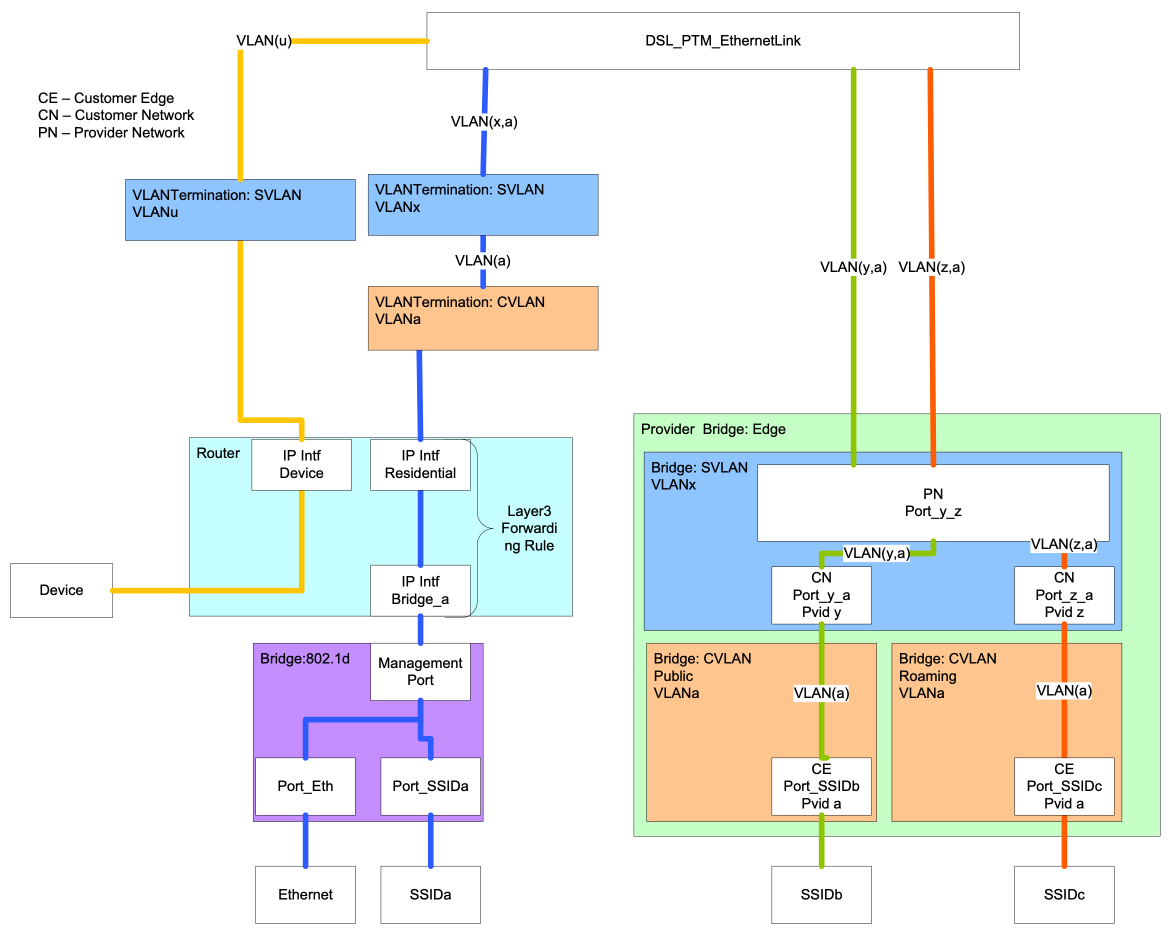 VLAN(u)
DSL_PTM_EthernetLink
CE – Customer Edge
CN – Customer Network
PN – Provider Network
VLAN(x,a)
VLANTermination: SVLAN
VLANu
VLANTermination: SVLAN
VLANx
VLAN(a)
VLAN(y,a)
VLAN(z,a)
VLANTermination: CVLAN
VLANa
Router
IP Intf
Device
IP Intf
Residential
Layer3
Forwardi
ng Rule
IP Intf
Bridge_a
Device
Bridge:802.1d
Management
Port
Port_Eth
Port_SSIDa
Ethernet
SSIDa
Provider  Bridge: Edge
Bridge: SVLAN
VLANx
PN
Port_y_z
VLAN(y,a)
VLAN(z,a)
CN
Port_y_a
Pvid y
CN
Port_z_a
Pvid z
Bridge: CVLAN
Public
VLANa
VLAN(a)
CE
Port_SSIDb
Pvid a
Bridge: CVLAN
Roaming
VLANa
VLAN(a)
CE
Port_SSIDc
Pvid a
SSIDb
SSIDc